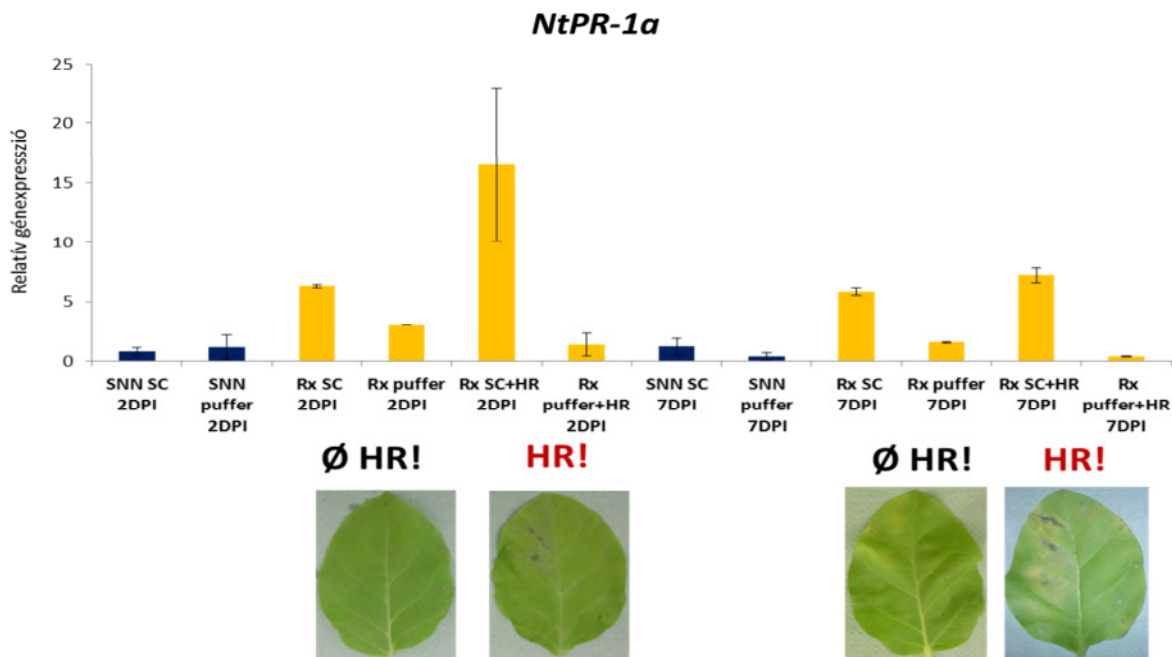 NtPR-1a
Relatív génexpresszió
25
20
15
10
5
0
SNN SC
2DPI
SNN
puffer
2DPI
Rx SC
2DPI
Rx puffer
2DPI
Rx SC+HR
2DPI
Rx
puffer+HR
2DPI
SNN SC
7DPI
SNN
puffer
7DPI
Rx SC
7DPI
Rx puffer
7DPI
Rx SC+HR
7DPI
Rx
puffer+HR
7DPI
Ø HR!
HR!
Ø HR!
HR!